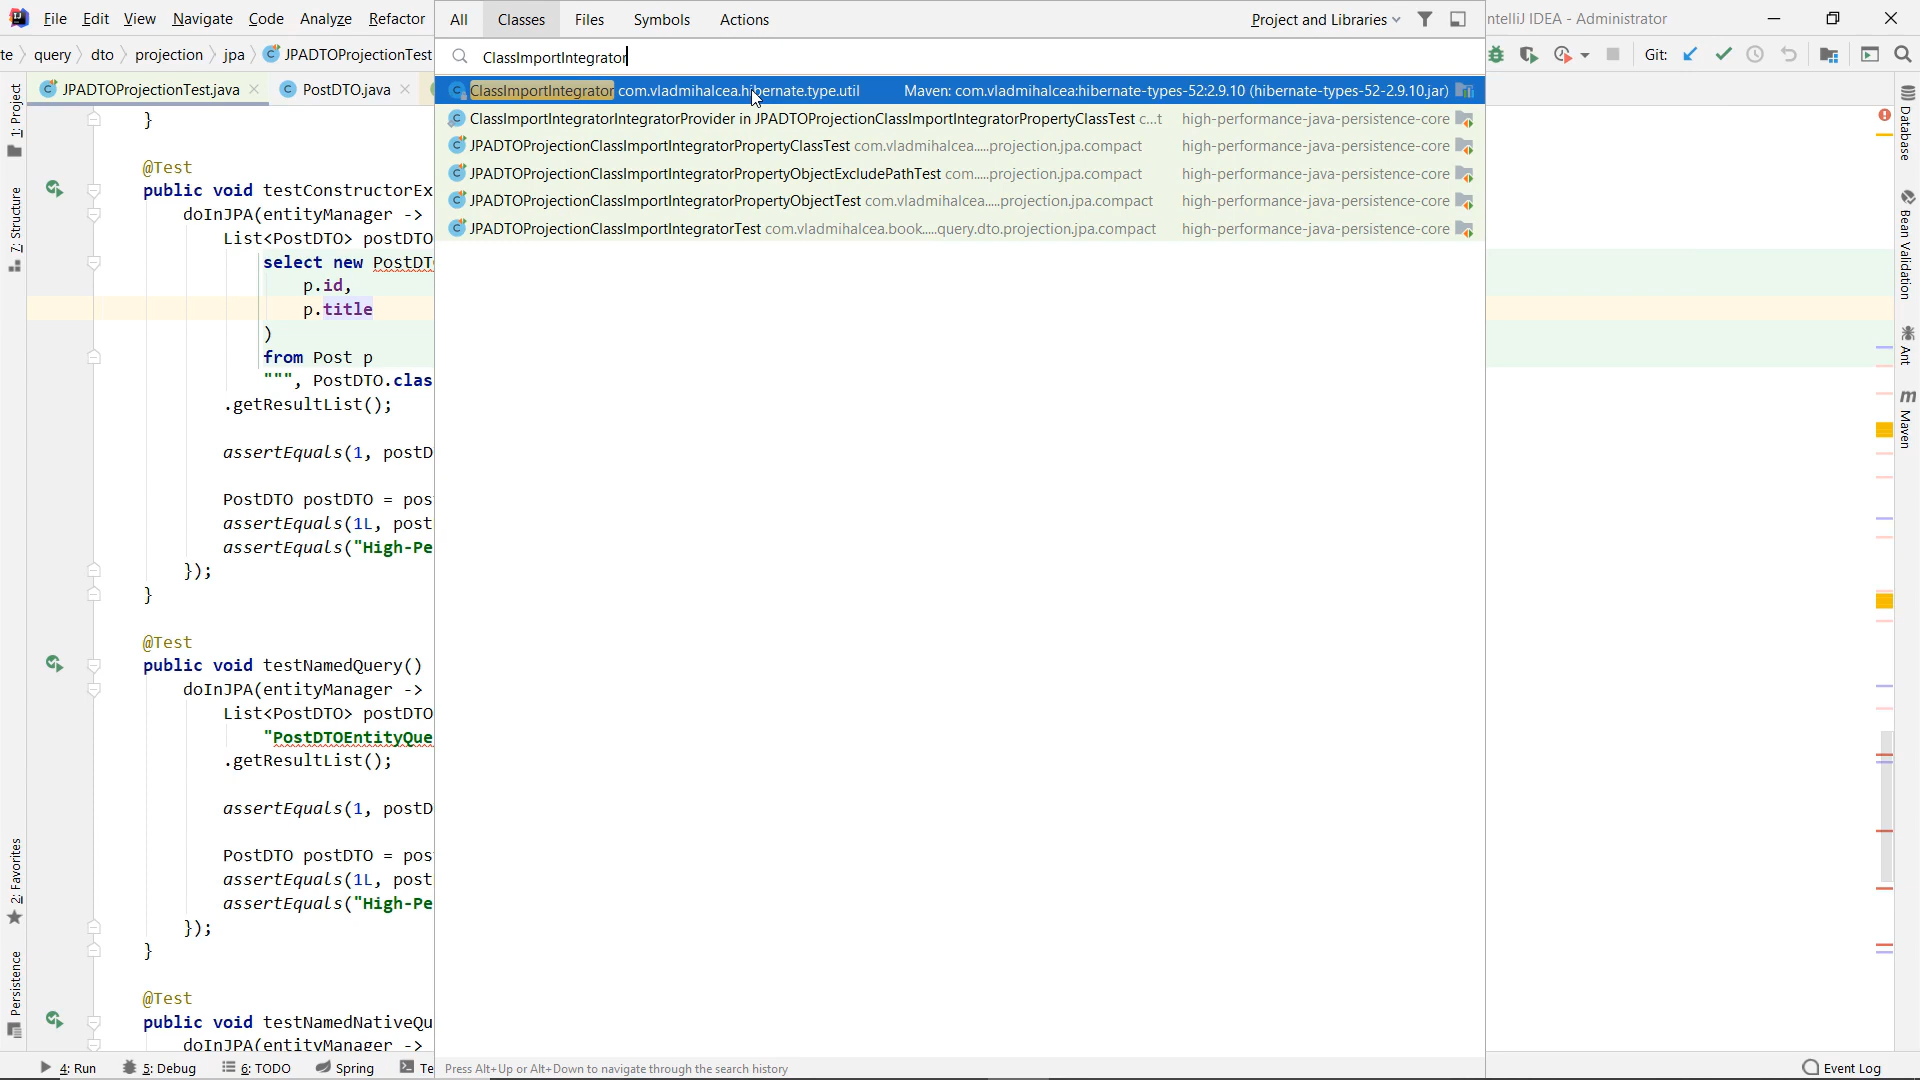 File Edit View Navigate Code Analyze Refactor
All Classes Files Symbols Actions
Project and Libraries
ntelliJ IDEA - Administrator
te query dto projection jpa JPADTOProjectionTest
ClassImportIntegrator
Git:
JPADTOProjectionTest.java PostDTO.java
ClassImportIntegrator com.vladmihalcea.hibernate.type.util Maven: com.vladmihalcea:hibernate-types-52:2.9.10 (hibernate-types-52-2.9.10.jar)
ClassImportIntegratorIntegratorProvider in JPADTOProjectionClassImportIntegratorPropertyClassTest c...t high-performance-java-persistence-core
JPADTOProjectionClassImportIntegratorPropertyClassTest com.vladmihalcea.....projection.jpa.compact high-performance-java-persistence-core
JPADTOProjectionClassImportIntegratorPropertyObjectExcludePathTest com.....projection.jpa.compact high-performance-java-persistence-core
JPADTOProjectionClassImportIntegratorPropertyObjectTest com.vladmihalcea.....projection.jpa.compact high-performance-java-persistence-core
JPADTOProjectionClassImportIntegratorTest com.vladmihalcea.book.....query.dto.projection.jpa.compact high-performance-java-persistence-core
}
@Test
public void testConstructorEx
doInJPA(entityManager ->
List<PostDTO> postDTO
select new PostDT
p.id,
p.title
)
from Post p
""", PostDTO.clas
.getResultList();
assertEquals(1, postD
PostDTO postDTO = pos
assertEquals(1L, post
assertEquals("High-Pe
});
}
@Test
public void testNamedQuery()
doInJPA(entityManager ->
List<PostDTO> postDTO
"PostDTOEntityQue
.getResultList();
assertEquals(1, postD
PostDTO postDTO = pos
assertEquals(1L, post
assertEquals("High-Pe
});
}
@Test
public void testNamedNativeQu
doInJPA(entityManager ->
1: Project
7: Structure
2: Favorites
Persistence
Database
Bean Validation
Ant
m
Maven
4: Run 5: Debug 6: TODO Spring Te
Press Alt+Up or Alt+Down to navigate through the search history
Event Log